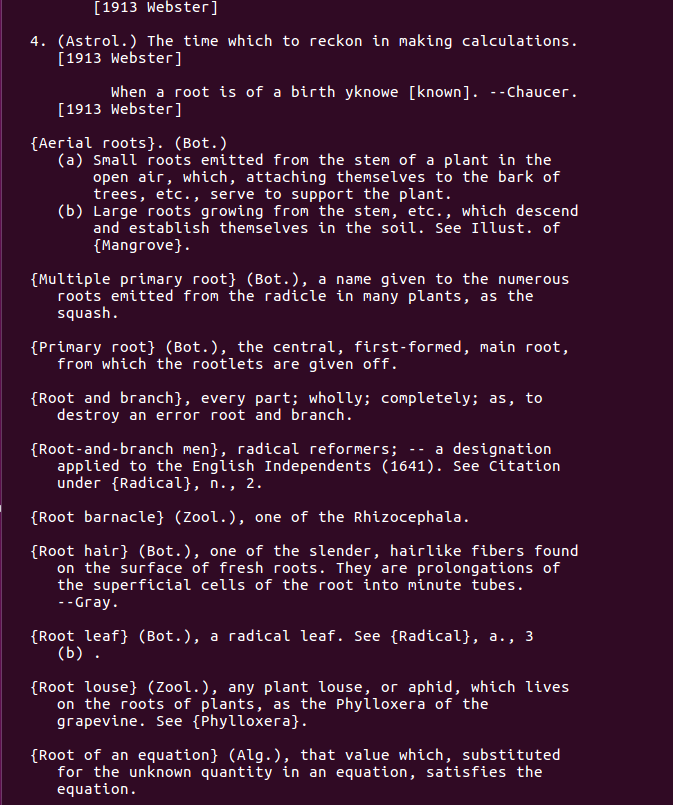 [1913 Webster]
4. (Astrol.) The time which to reckon in making calculations.
[1913 Webster]
When a root is of a birth yknowe [known]. --Chaucer.
[1913 Webster]
{Aerial roots}. (Bot.)
(a) Small roots emitted from the stem of a plant in the
open air, which, attaching themselves to the bark of
trees, etc., serve to support the plant.
(b) Large roots growing from the stem, etc., which descend
and establish themselves in the soil. See Illust. of
{Mangrove}.
{Multiple primary root} (Bot.), a name given to the numerous
roots emitted from the radicle in many plants, as the
squash.
{Primary root} (Bot.), the central, first-formed, main root,
from which the rootlets are given off.
{Root and branch}, every part; wholly; completely; as, to
destroy an error root and branch.
{Root-and-branch men}, radical reformers; -- a designation
applied to the English Independents (1641). See Citation
under {Radical}, n., 2.
{Root barnacle} (Zool.), one of the Rhizocephala.
{Root hair} (Bot.), one of the slender, hairlike fibers found
on the surface of fresh roots. They are prolongations of
the superficial cells of the root into minute tubes.
--Gray.
{Root leaf} (Bot.), a radical leaf. See {Radical}, a., 3
(b) .
{Root louse} (Zool.), any plant louse, or aphid, which lives
on the roots of plants, as the Phylloxera of the
grapevine. See {Phylloxera}.
{Root of an equation} (Alg.), that value which, substituted
for the unknown quantity in an equation, satisfies the
equation.